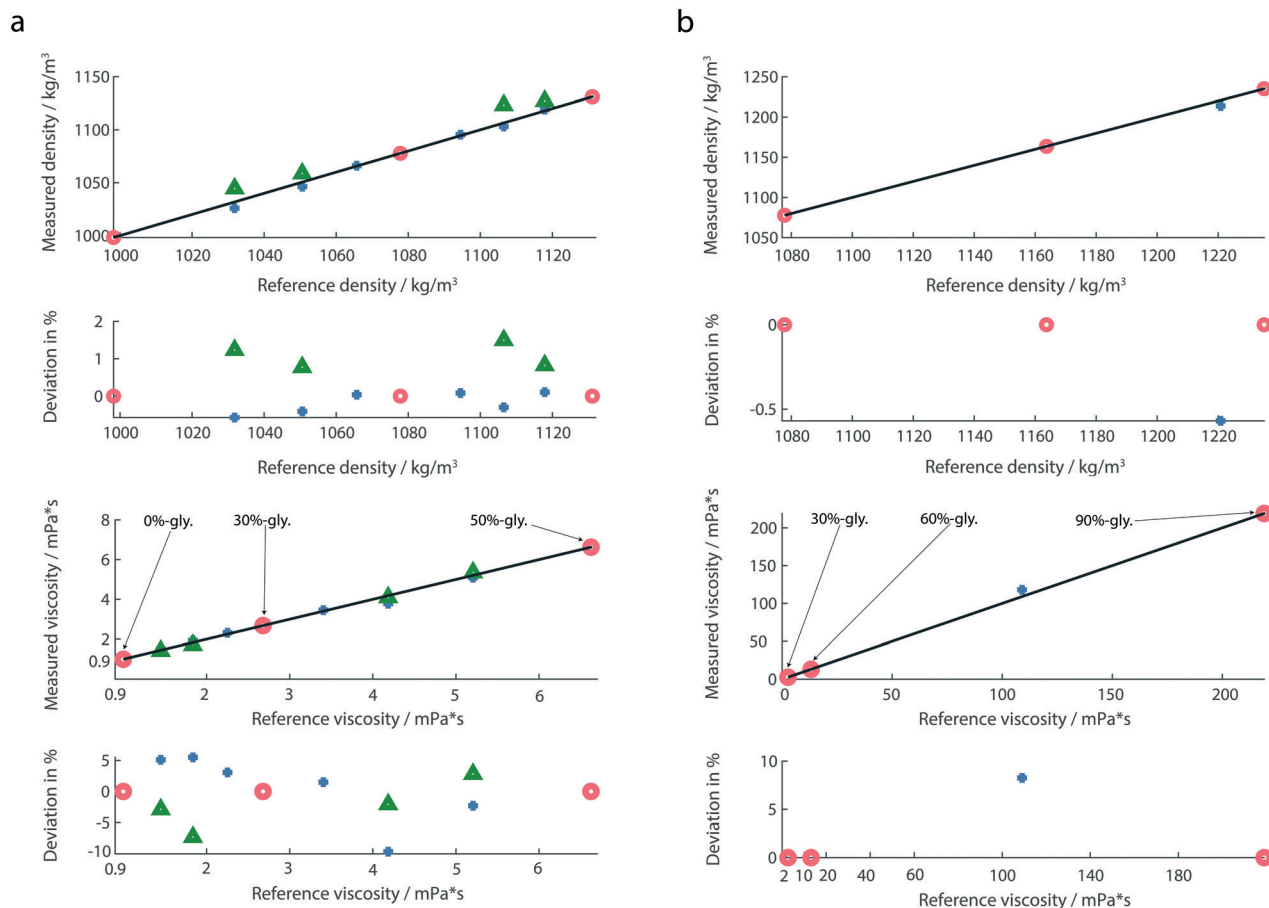 a
Measured density / kg/m³
1150
1100
1050
1000
1000 1020 1040 1060 1080 1100 1120
Reference density / kg/m³
Deviation in %
2
1
0
1000 1020 1040 1060 1080 1100 1120
Reference density / kg/m³
Measured viscosity / mPa*s
8
6
4
2
0.9
0%-gly. 30%-gly. 50%-gly.
0.9 2 3 4 5 6
Reference viscosity / mPa*s
Deviation in %
5
0
-5
-10
0.9 2 3 4 5 6
Reference viscosity / mPa*s
b
Measured density / kg/m³
1250
1200
1150
1100
1050
1080 1100 1120 1140 1160 1180 1200 1220
Reference density / kg/m³
Deviation in %
0
-0.5
1080 1100 1120 1140 1160 1180 1200 1220
Reference density / kg/m³
Measured viscosity / mPa*s
200
150
100
50
0
30%-gly. 60%-gly. 90%-gly.
0 50 100 150 200
Reference viscosity / mPa*s
Deviation in %
10
5
0
2 10 20 40 60 100 140 180
Reference viscosity / mPa*s